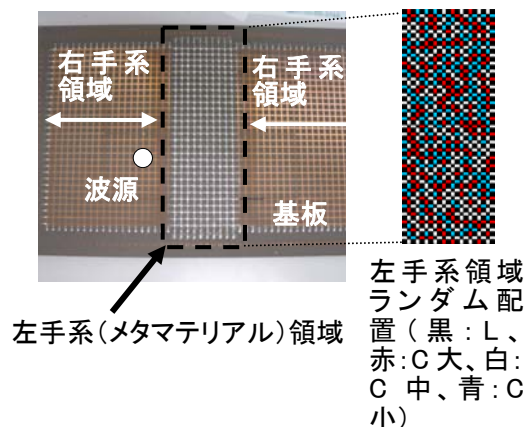 右手系
領域
右手系
領域
波源
基板
左手系(メタマテリアル)領域
左手系領域
ランダム配
置(黒:L、
赤:C大、白:
C中、青:C
小)